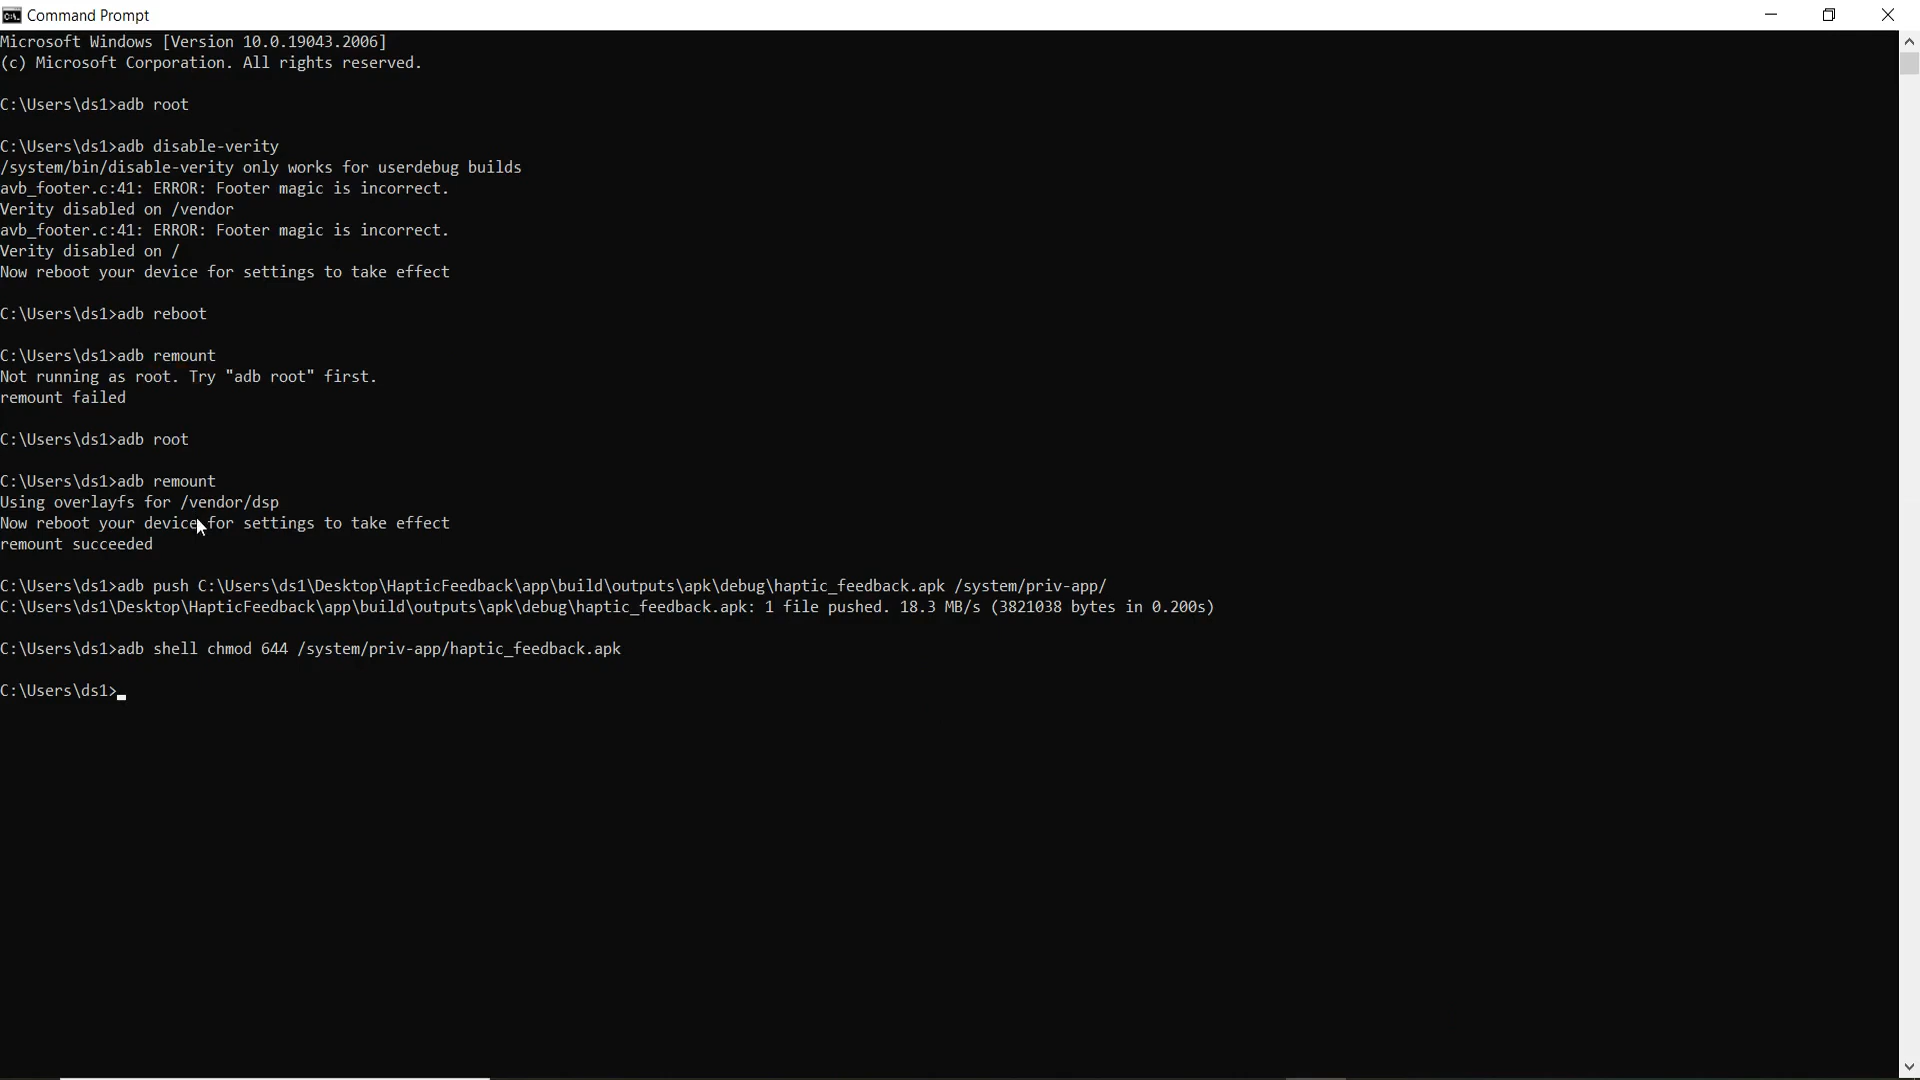 Command Prompt
Microsoft Windows [Version 10.0.19043.2006]
(c) Microsoft Corporation. All rights reserved.
C:\Users\ds1>adb root
C:\Users\ds1>adb disable-verity
/system/bin/disable-verity only works for userdebug builds
avb_footer.c:41: ERROR: Footer magic is incorrect.
Verity disabled on /vendor
avb_footer.c:41: ERROR: Footer magic is incorrect.
Verity disabled on /
Now reboot your device for settings to take effect
C:\Users\ds1>adb reboot
C:\Users\ds1>adb remount
Not running as root. Try "adb root" first.
remount failed
C:\Users\ds1>adb root
C:\Users\ds1>adb remount
Using overlayfs for /vendor/dsp
Now reboot your device for settings to take effect
remount succeeded
C:\Users\ds1>adb push C:\Users\ds1\Desktop\HapticFeedback\app\build\outputs\apk\debug\haptic_feedback.apk /system/priv-app/
C:\Users\ds1\Desktop\HapticFeedback\app\build\outputs\apk\debug\haptic_feedback.apk: 1 file pushed. 18.3 MB/s (3821038 bytes in 0.200s)
C:\Users\ds1>adb shell chmod 644 /system/priv-app/haptic_feedback.apk
C:\Users\ds1>